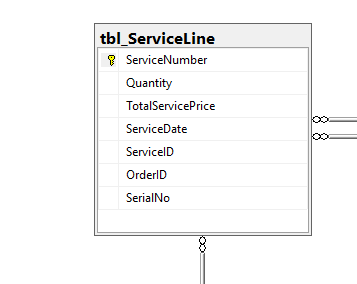 tbl_ServiceLine
ServiceNumber
Quantity
TotalServicePrice
ServiceDate
ServiceID
OrderID
SerialNo